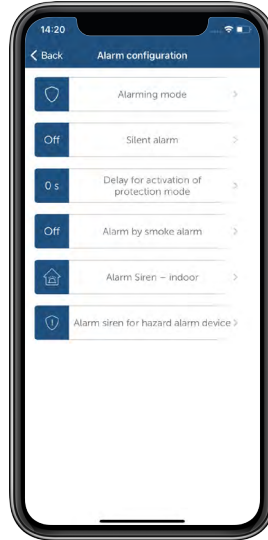 14:20
Back
Alarm configuration
Alarming mode
Off
Silent alarm
0 s
Delay for activation of
protection mode
Off
Alarm by smoke alarm
Alarm Siren – indoor
Alarm siren for hazard alarm device